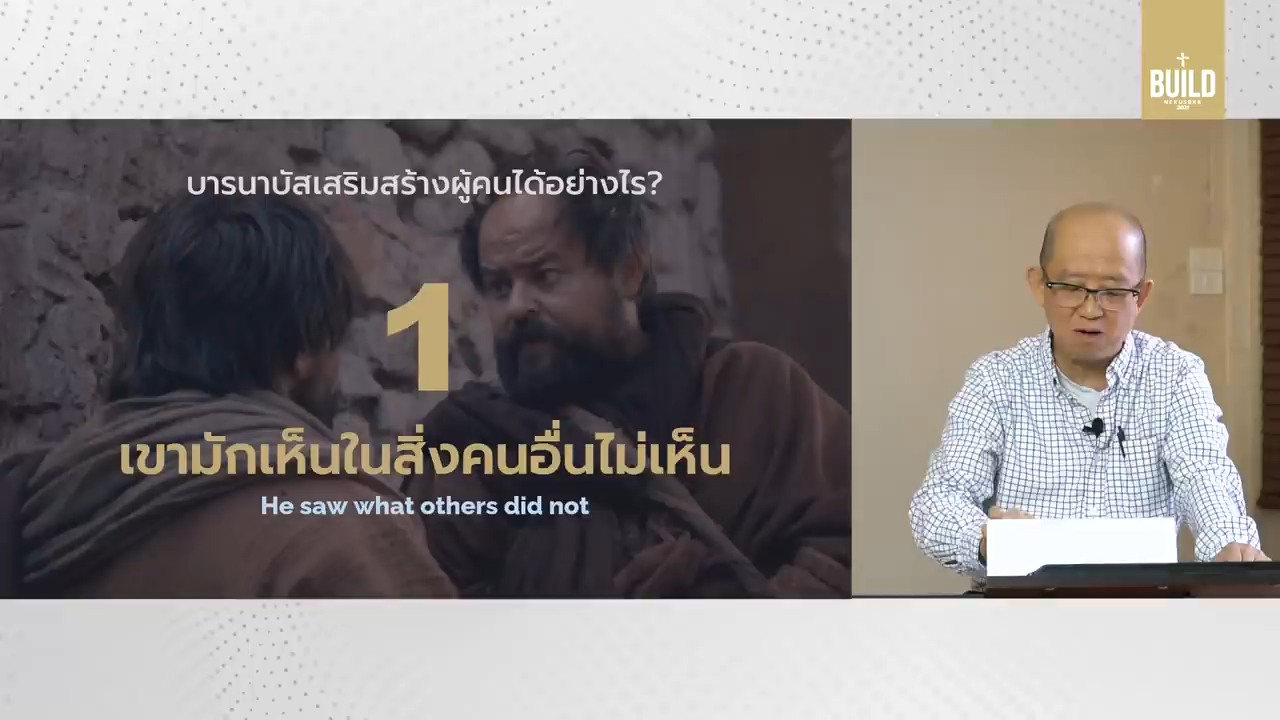 BUILD
NEXUSBKK
2021
บารนาบัสเสริมสร้างผู้คนได้อย่างไร?
1
เขามักเห็นในสิ่งคนอื่นไม่เห็น
He saw what others did not